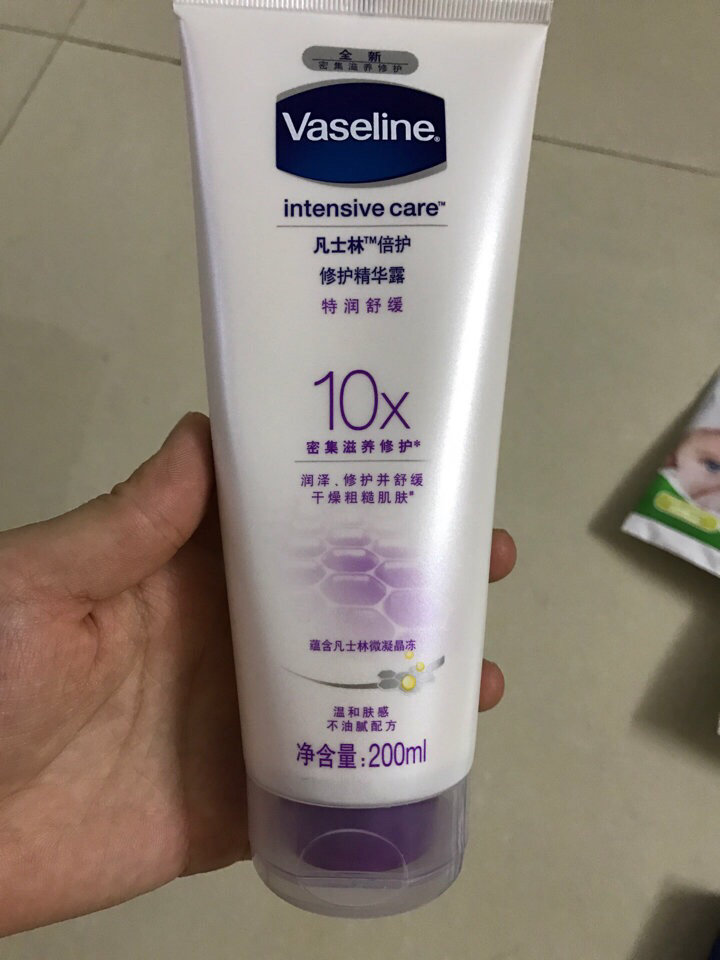 全新
密集滋养修护
Vaseline®
intensive care™
凡士林™倍护
修护精华露
特润舒缓
10x
密集滋养修护*
润泽、修护并舒缓
干燥粗糙肌肤#
蕴含凡士林微凝晶冻
温和肤感
不油腻配方
净含量:200ml